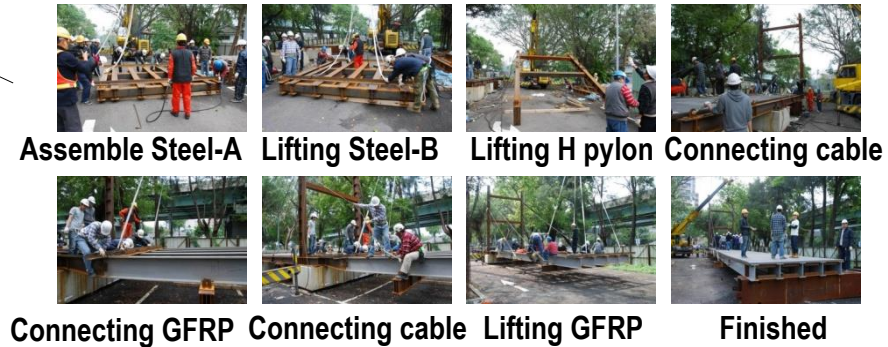 Assemble Steel-A Lifting Steel-B Lifting H pylon Connecting cable
Connecting GFRP Connecting cable Lifting GFRP Finished